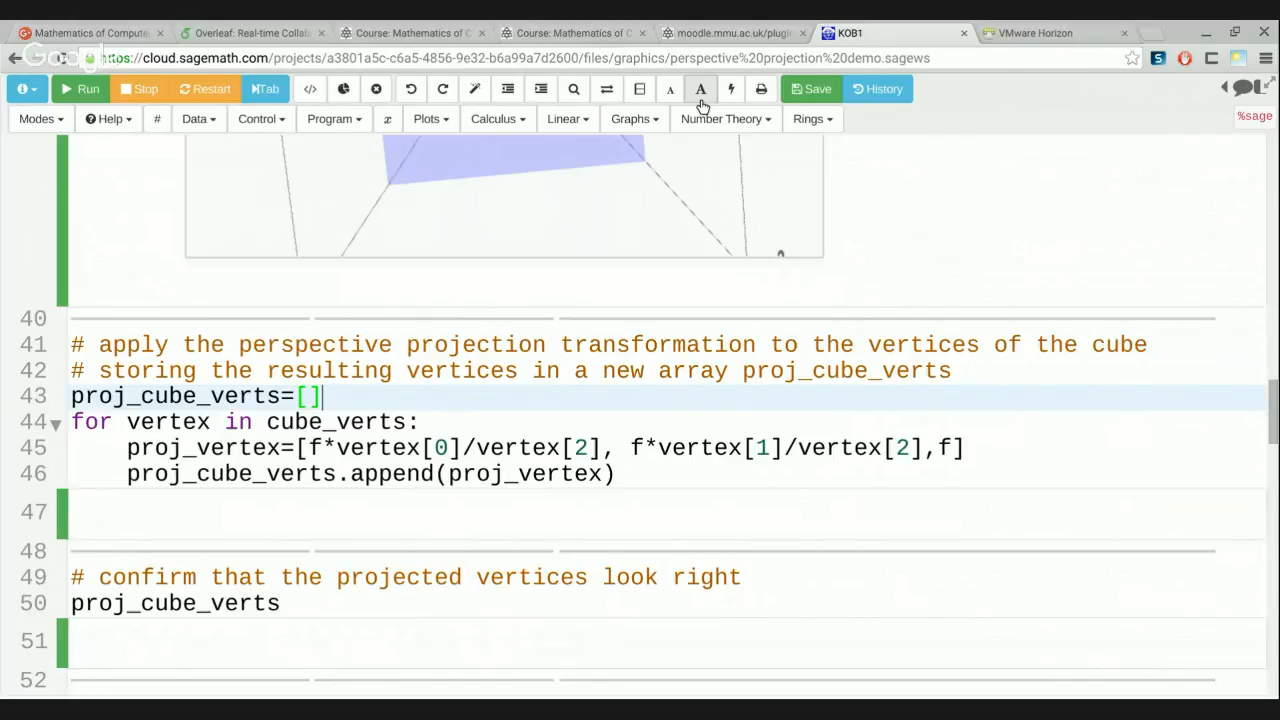 Mathematics of Compute
Overleaf: Real-time Collab
Course: Mathematics of C
Course: Mathematics of C
moodle.mmu.ac.uk/plugin
KOB1
VMware Horizon
https://cloud.sagemath.com/projects/a3801a5c-c6a5-4856-9e32-b6a99a7d2600/files/graphics/perspective%20projection%20demo.sagews
Run Stop Restart Tab </> A A Save History
Modes Help # Data Control Program x Plots Calculus Linear Graphs Number Theory Rings
%sage
40
41 # apply the perspective projection transformation to the vertices of the cube
42 # storing the resulting vertices in a new array proj_cube_verts
43 proj_cube_verts=[]
44 for vertex in cube_verts:
45 proj_vertex=[f*vertex[0]/vertex[2], f*vertex[1]/vertex[2],f]
46 proj_cube_verts.append(proj_vertex)
47
48
49 # confirm that the projected vertices look right
50 proj_cube_verts
51
52